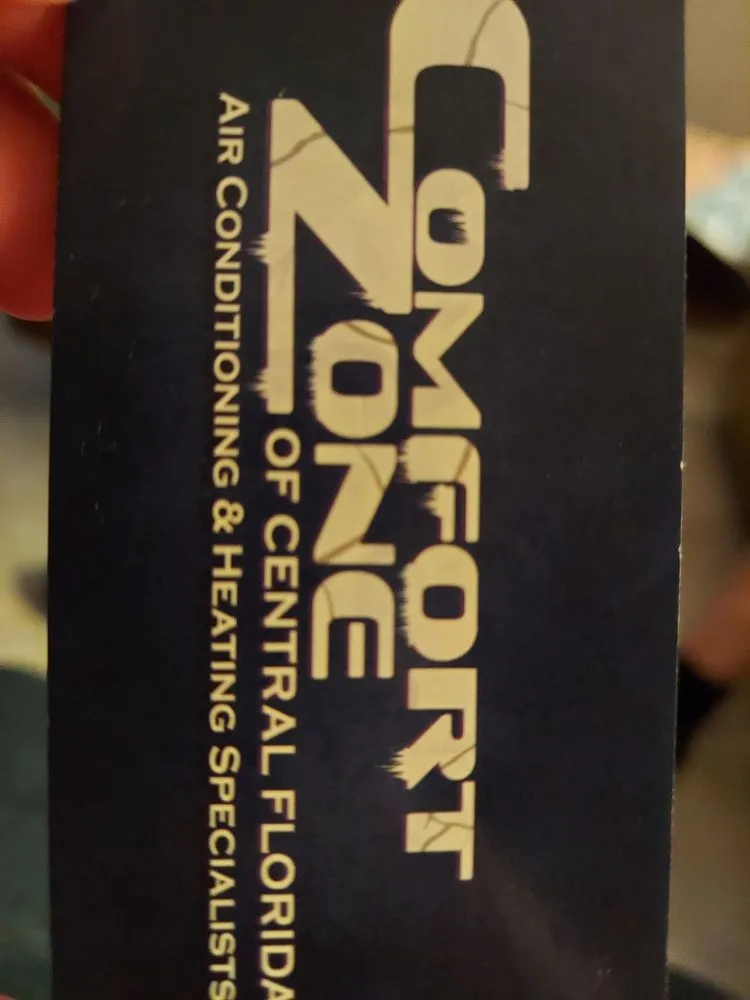 COMFORT
ZONE
OF CENTRAL FLORIDA
AIR CONDITIONING & HEATING SPECIALISTS